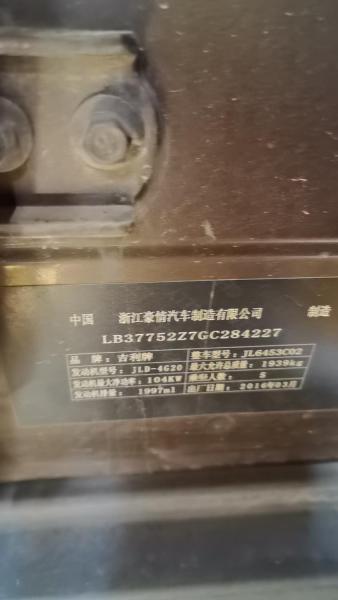 中国 浙江豪情汽车制造有限公司 制造
LB37752Z7GC284227
品 牌：吉利牌 整车型号：JL6453C02
发动机型号：JLD-4G20 最大允许总质量：1939kg
发动机最大净功率：104KW 乘坐人数：5
发动机排量：1997ml 出厂日期：2016年03月